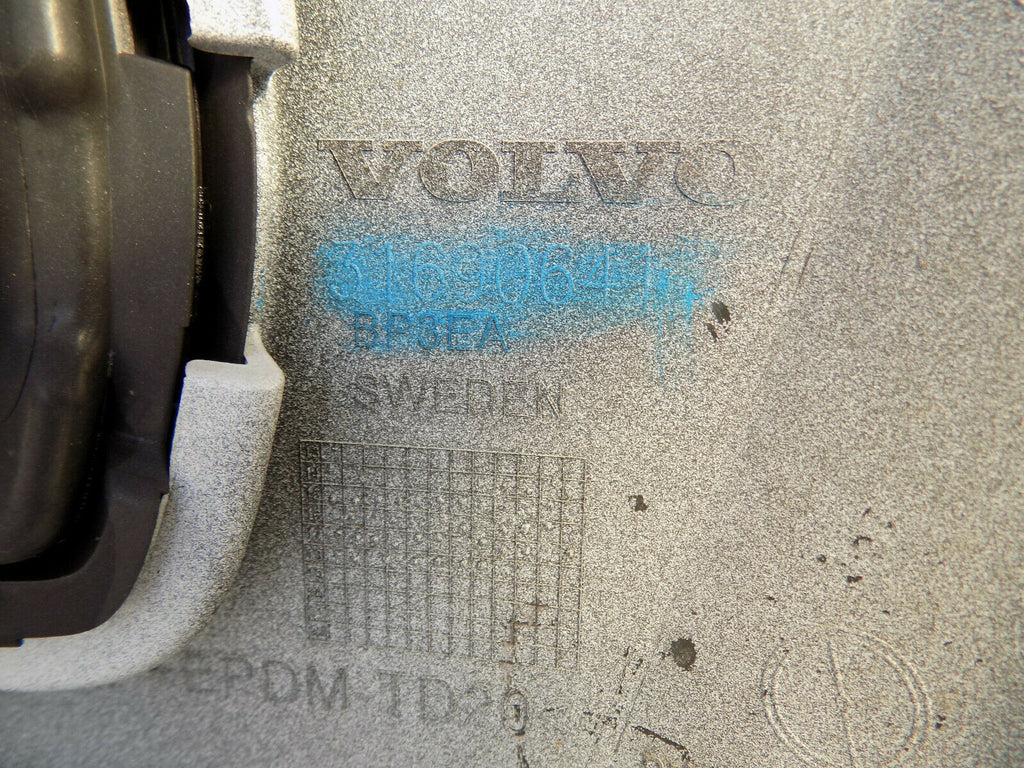 VOLVO
31690641
BP3EA
SWEDEN
EPDM-TD20